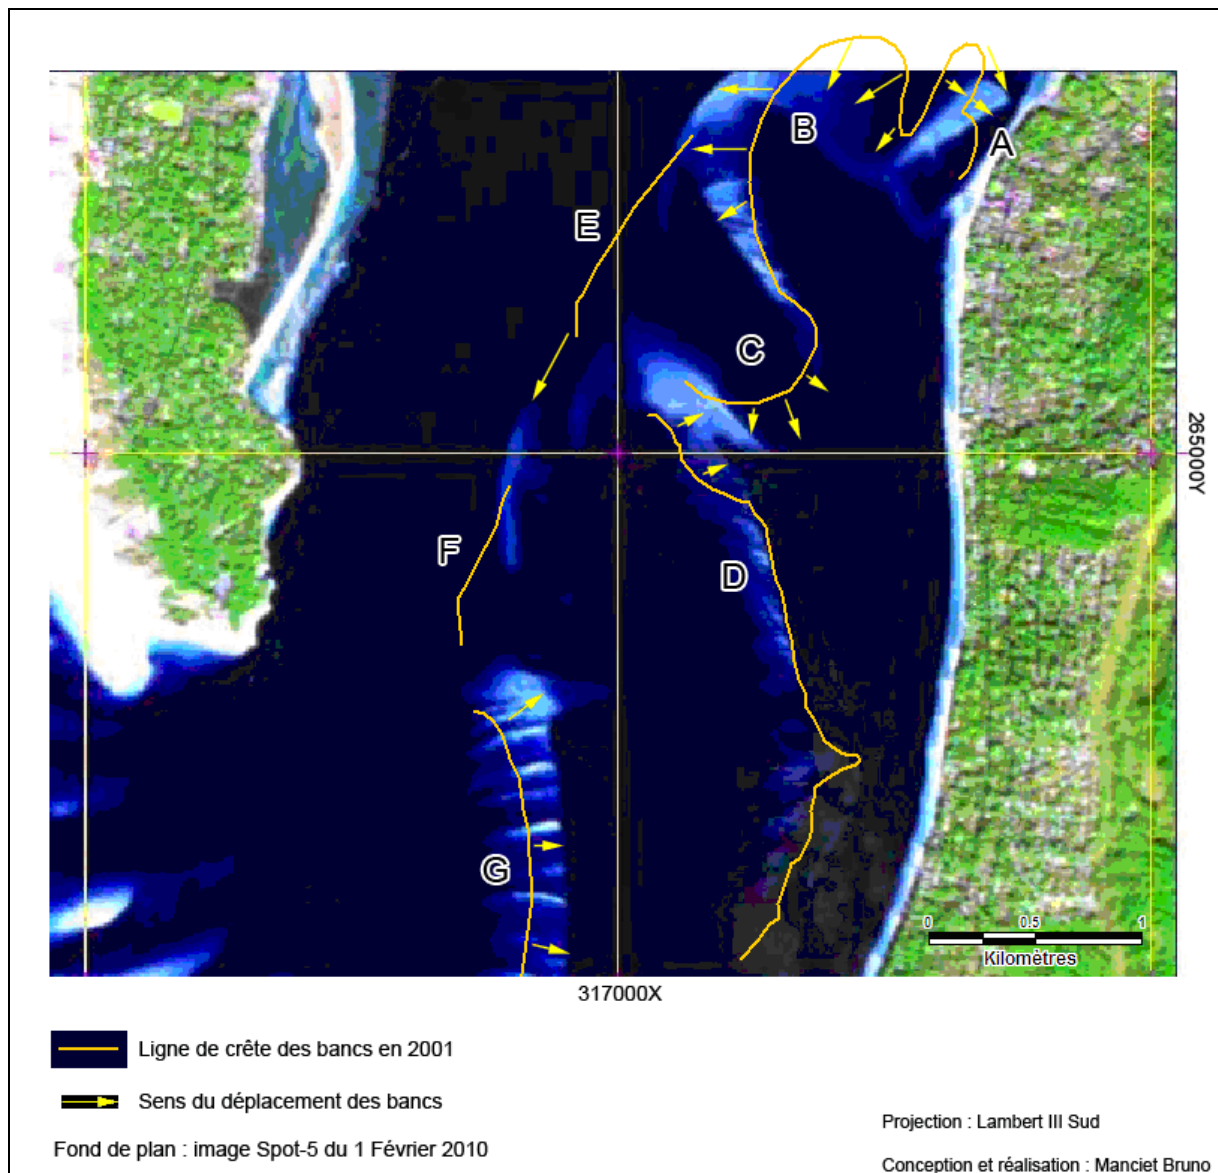 B
A
E
C
265000Y
F
D
G
0 0.5 1
Kilomètres
317000X
Ligne de crête des bancs en 2001
Sens du déplacement des bancs
Projection : Lambert III Sud
Fond de plan : image Spot-5 du 1 Février 2010
Conception et réalisation : Manciet Bruno